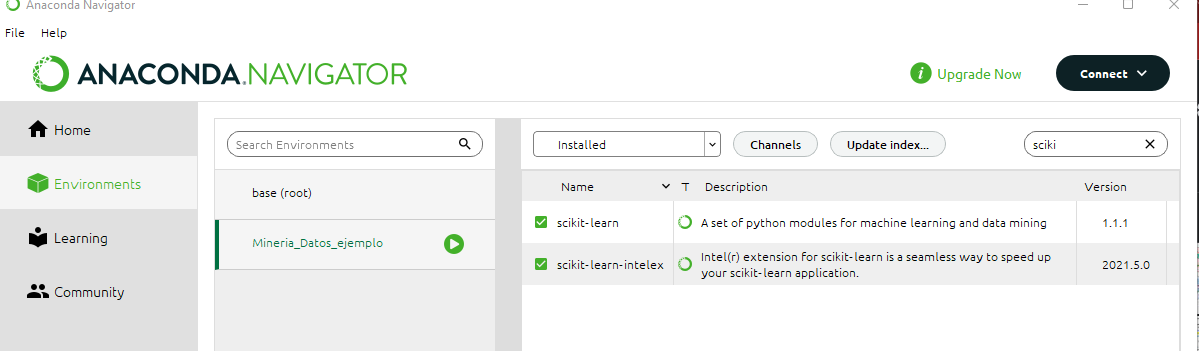 Anaconda Navigator
File Help
ANACONDA.NAVIGATOR
i Upgrade Now
Connect
Home
Environments
Learning
Community
Search Environments
base (root)
Mineria_Datos_ejemplo
Installed
Channels
Update index...
sciki
Name T Description Version
scikit-learn A set of python modules for machine learning and data mining 1.1.1
scikit-learn-intelex Intel(r) extension for scikit-learn is a seamless way to speed up
your scikit-learn application. 2021.5.0